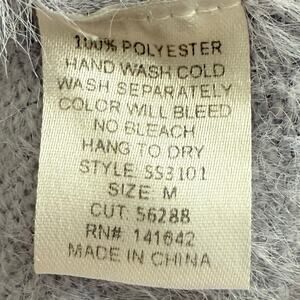 100% POLYESTER
HAND WASH COLD
WASH SEPARATELY
COLOR WILL BLEED
NO BLEACH
HANG TO DRY
STYLE: SS3101
SIZE: M
CUT: 56288
RN# 141642
MADE IN CHINA